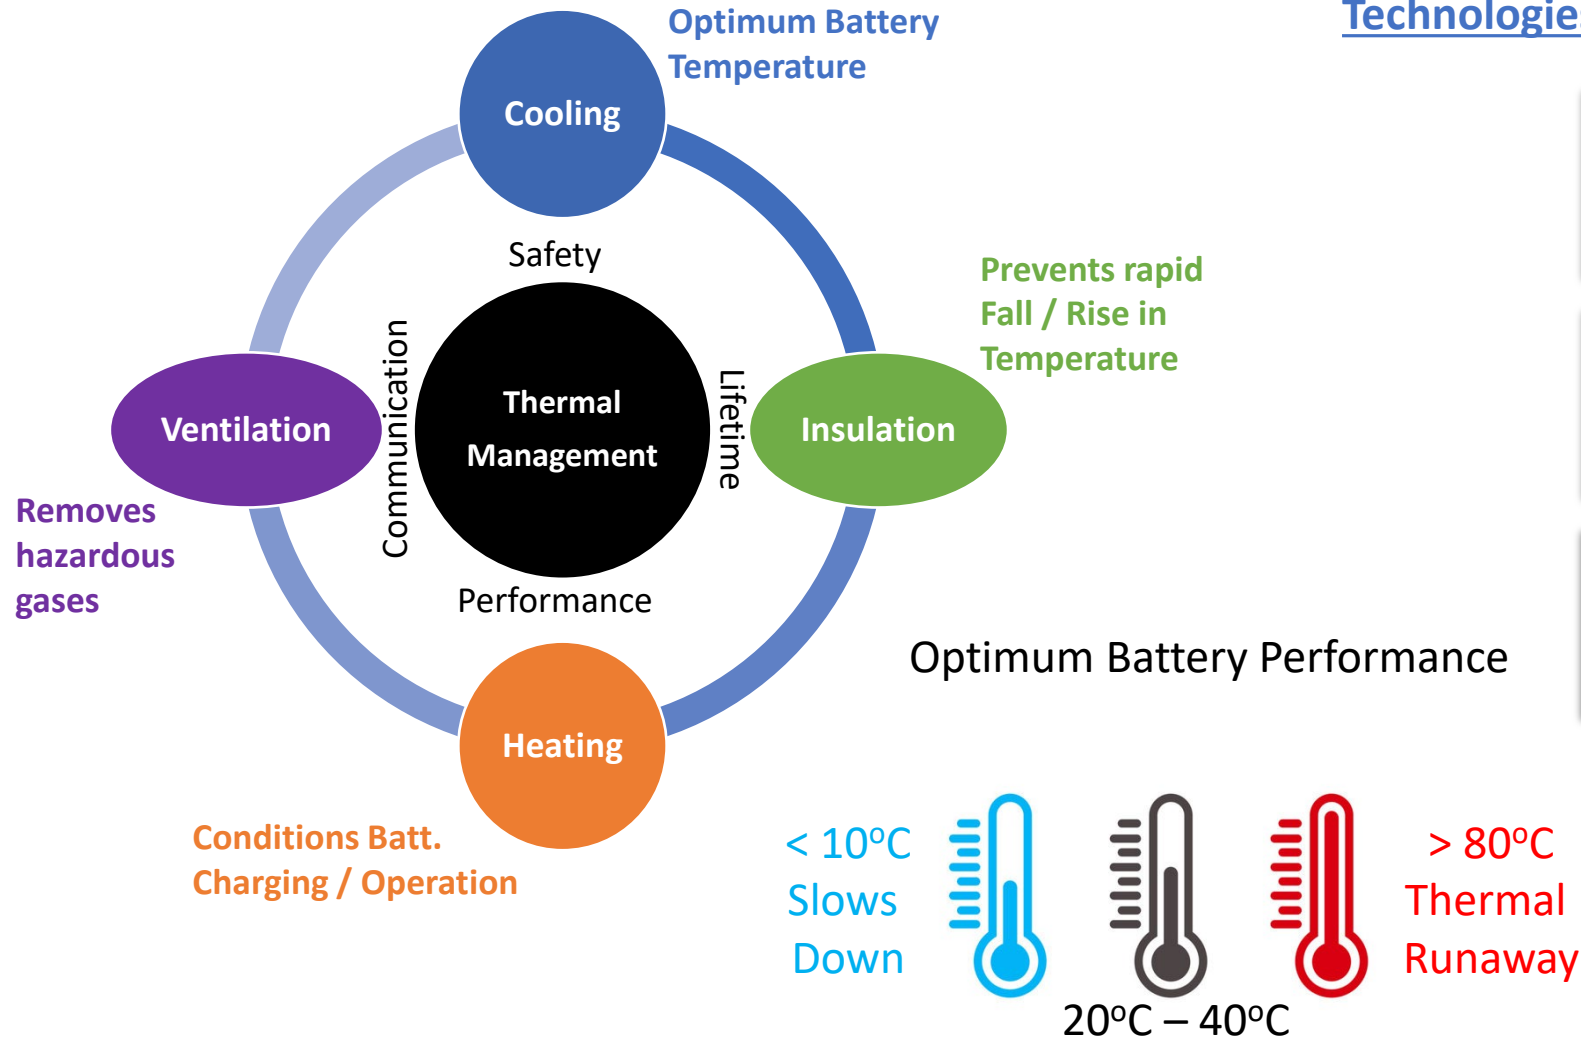 Optimum Battery
Temperature
Technologie
Cooling
Safety
Prevents rapid
Fall / Rise in
Temperature
Communication
Thermal
Management
Lifetime
Ventilation
Insulation
Removes
hazardous
gases
Performance
Heating
Conditions Batt.
Charging / Operation
Optimum Battery Performance
< 10°C
Slows
Down
20°C – 40°C
> 80°C
Thermal
Runaway